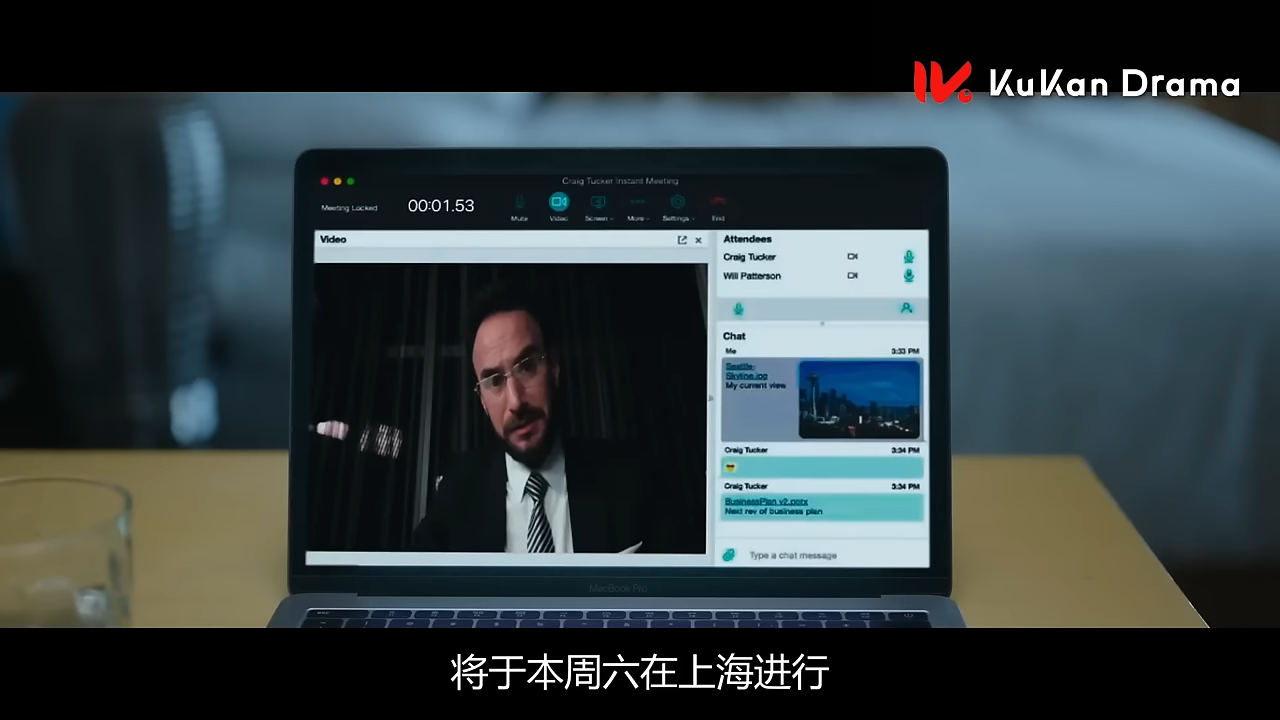 KuKan Drama
Craig Tucker Instant Meeting
Meeting Locked
00:01.53
Mute
Video
Screen
More
Settings
End
Video
Attendees
Craig Tucker
Will Patterson
Chat
Me
3:33 PM
Seattle-
Skyline.jpg
My current view
Craig Tucker
3:34 PM
Craig Tucker
3:34 PM
BusinessPlan v2.pptx
Next rev of business plan
Type a chat message
MacBook Pro
将于本周六在上海进行